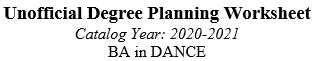 Unofficial Degree Planning Worksheet
Catalog Year: 2020-2021
BA in DANCE